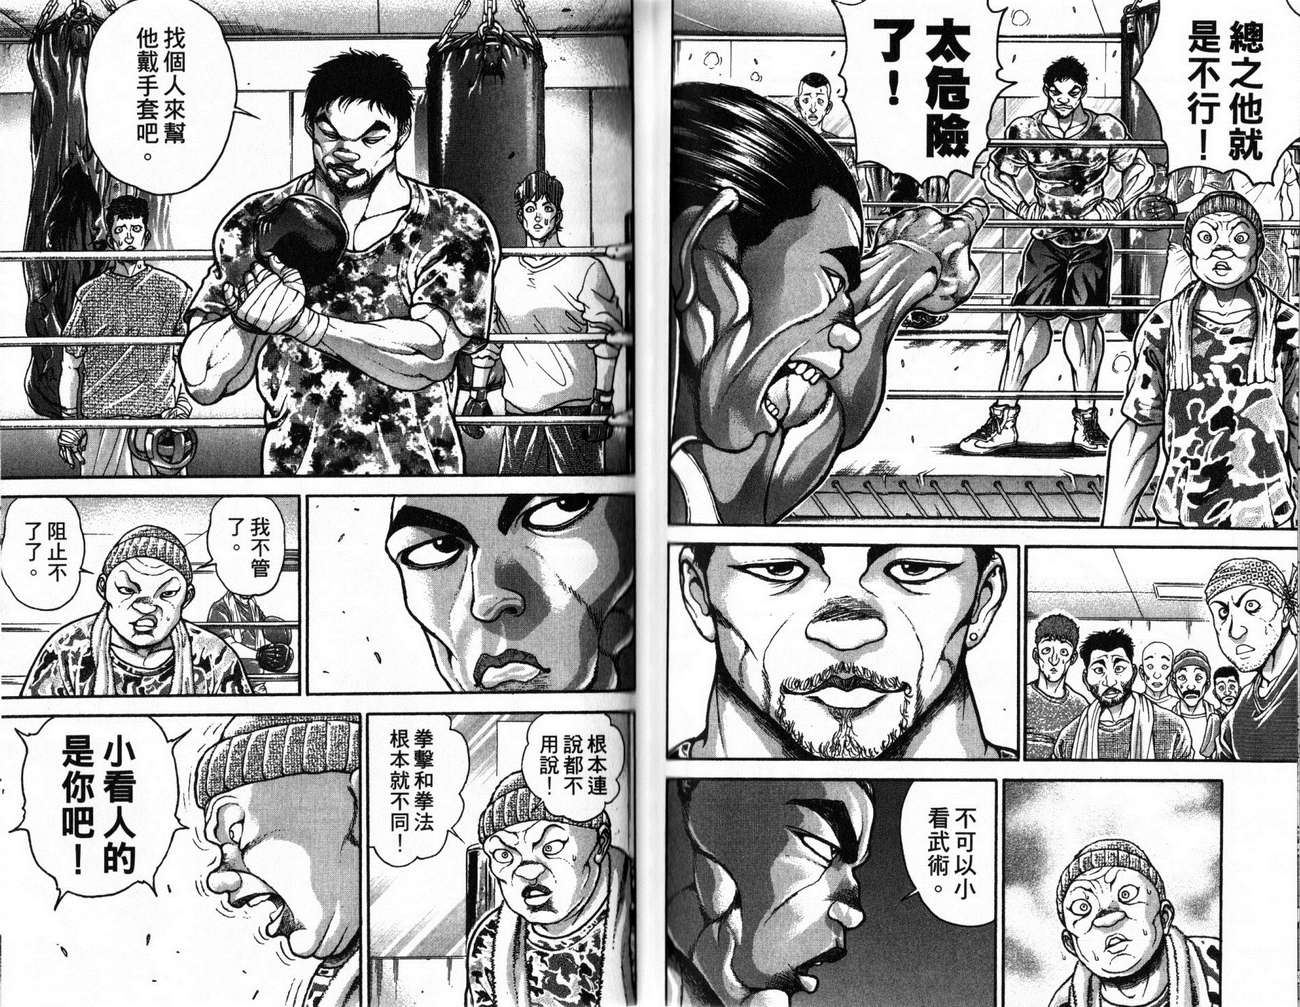 總之他就
是不行！
太危險
了！
不可以小
看武術。
找個人來幫
他戴手套吧。
我不管
了。
阻止不
了了。
根本連
說都不
用說！
拳擊和拳法
根本就不同！
小看人的
是你吧！